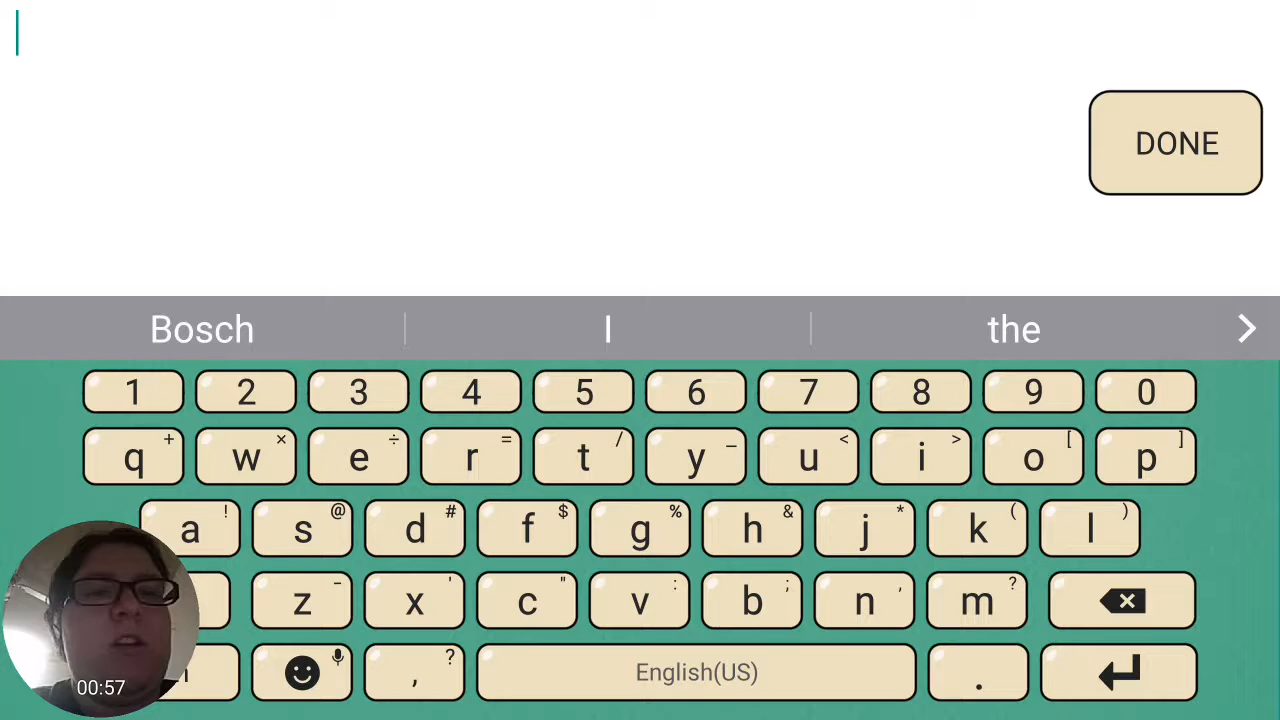 DONE
Bosch I the
1 2 3 4 5 6 7 8 9 0
q + w × e ÷ r = t / y _ u < i > o [ p ]
a ! s @ d # f $ g % h & j * k ( l )
z - x ' c " v : b ; n , m ?
, ? English(US) .
00:57